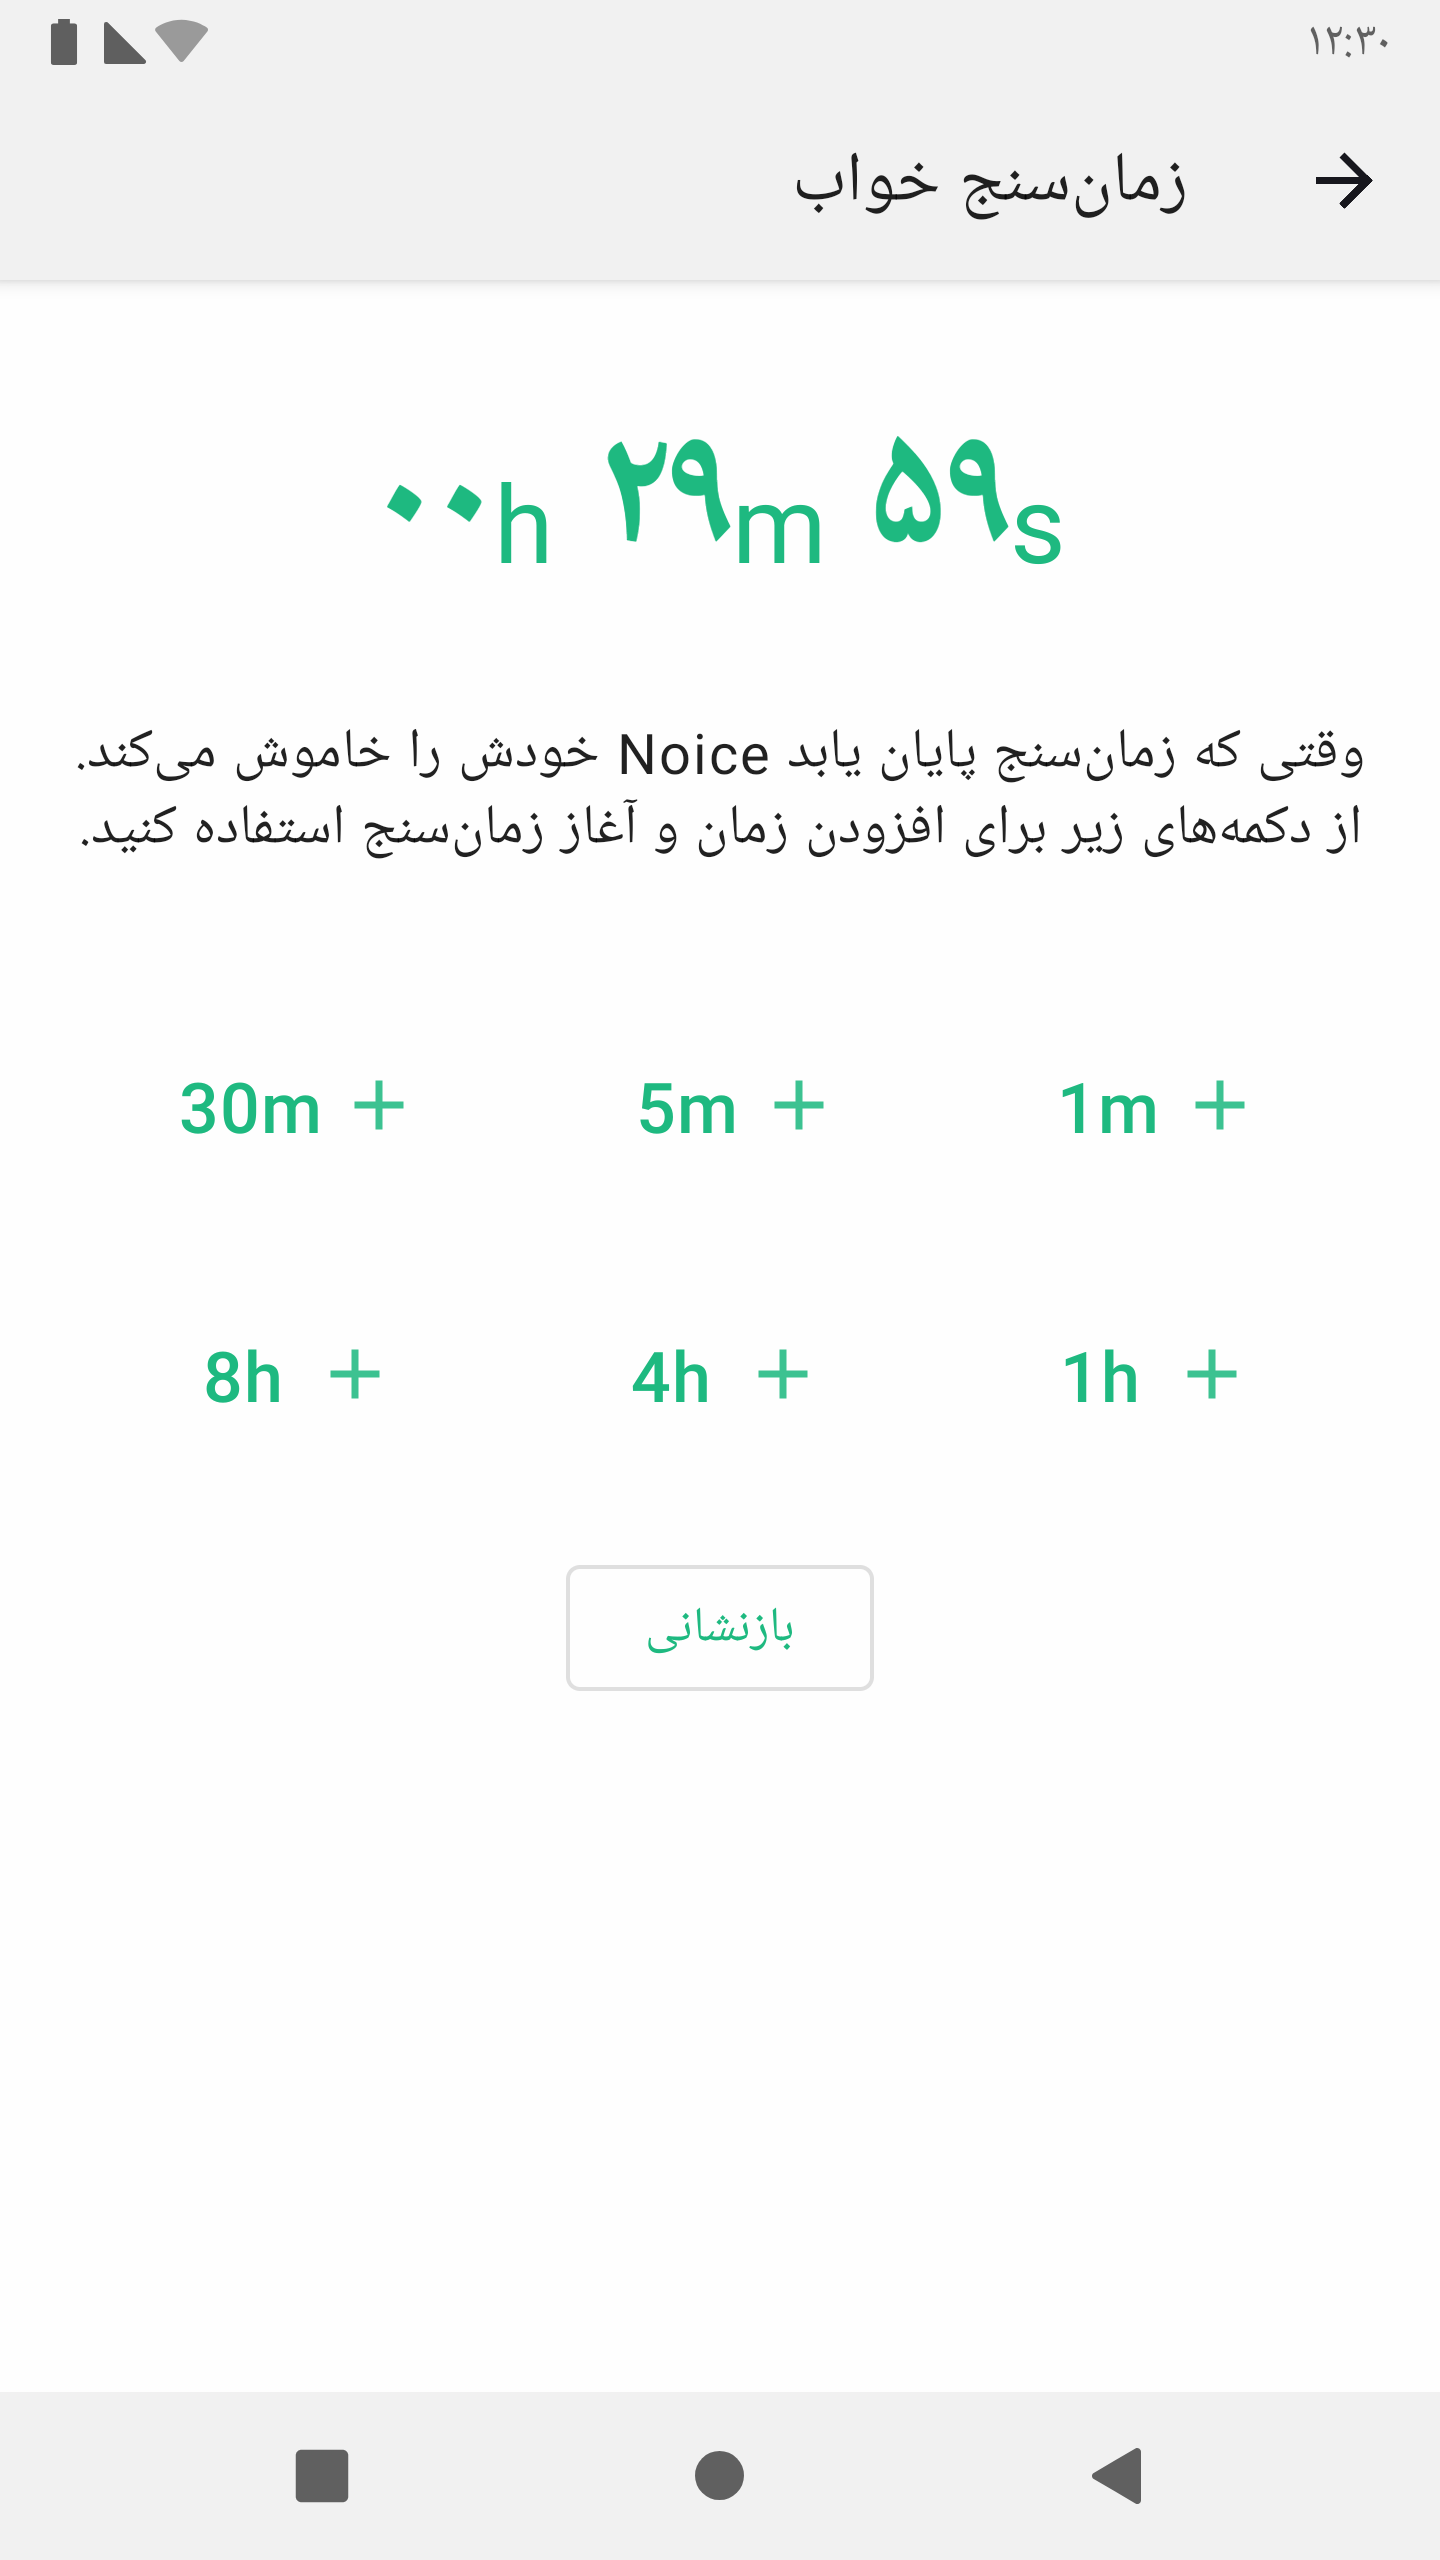 ۱۲:۳۰
زمان‌سنج خواب
۰۰h ۲۹m ۵۹s
وقتی که زمان‌سنج پایان یابد Noice خودش را خاموش می‌کند.
از دکمه‌های زیر برای افزودن زمان و آغاز زمان‌سنج استفاده کنید.
+ 1m + 5m + 30m
+ 1h + 4h + 8h
بازنشانی